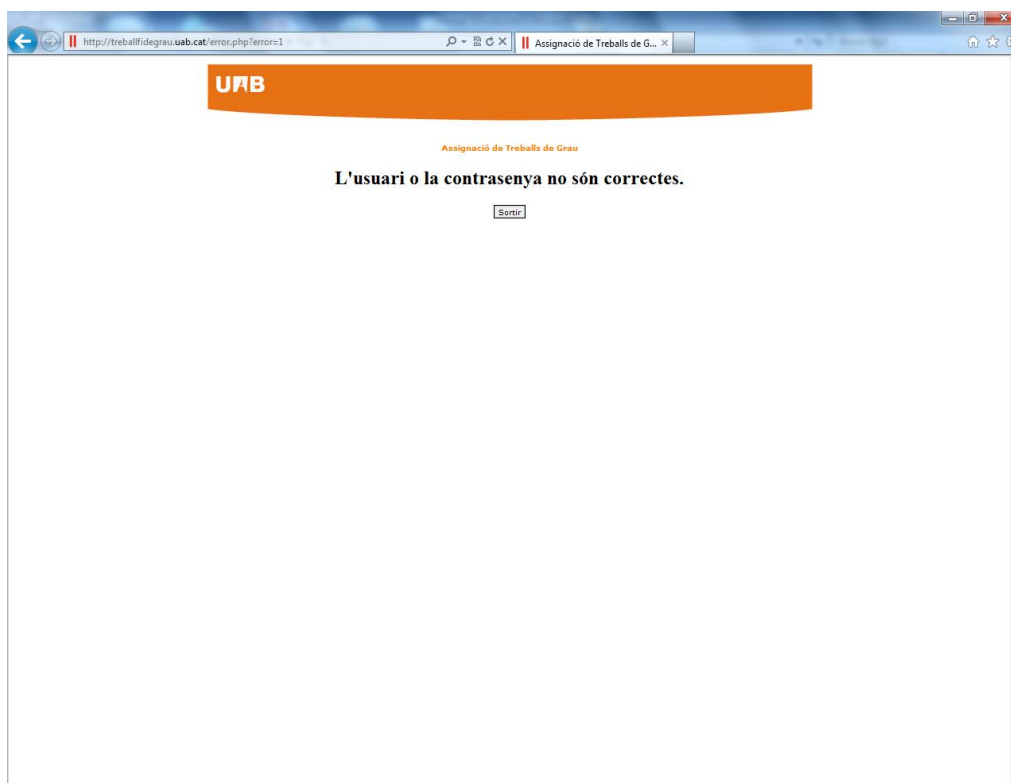 http://treballfidegrau.uab.cat/error.php?error=1
Assignació de Treballs de G...
UAB
Assignació de Treballs de Grau
L'usuari o la contrasenya no són correctes.
Sortir